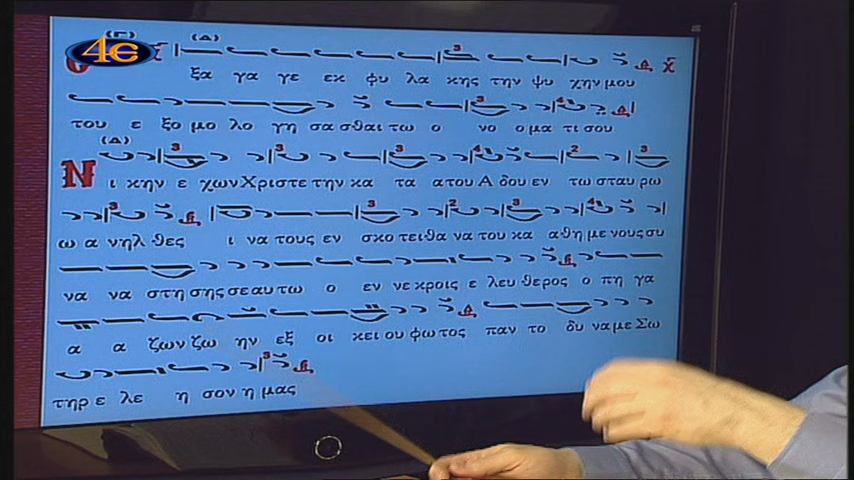 4Ε
(Γ) (Δ)
ξα γα γε εκ φυ λα κης την ψυ χην μου
του ε ξο μο λο γη σα σθαι τω ο νο ο μα τι σου
(Δ)
Ν ι κην ε χων Χριστε την κα τα α του Α δου εν τω σταυ ρω
ω α νηλ θες ι να τους εν σκο τει θα να του κα α θη με νους συ
να να στη σης σε αυ τω ο εν νε κροις ε λευ θερος ο πη γα
α α ζων ζω ην εξ οι κει ου φω τος παν το δυ να με Σω
τηρ ε λε η σον η μας